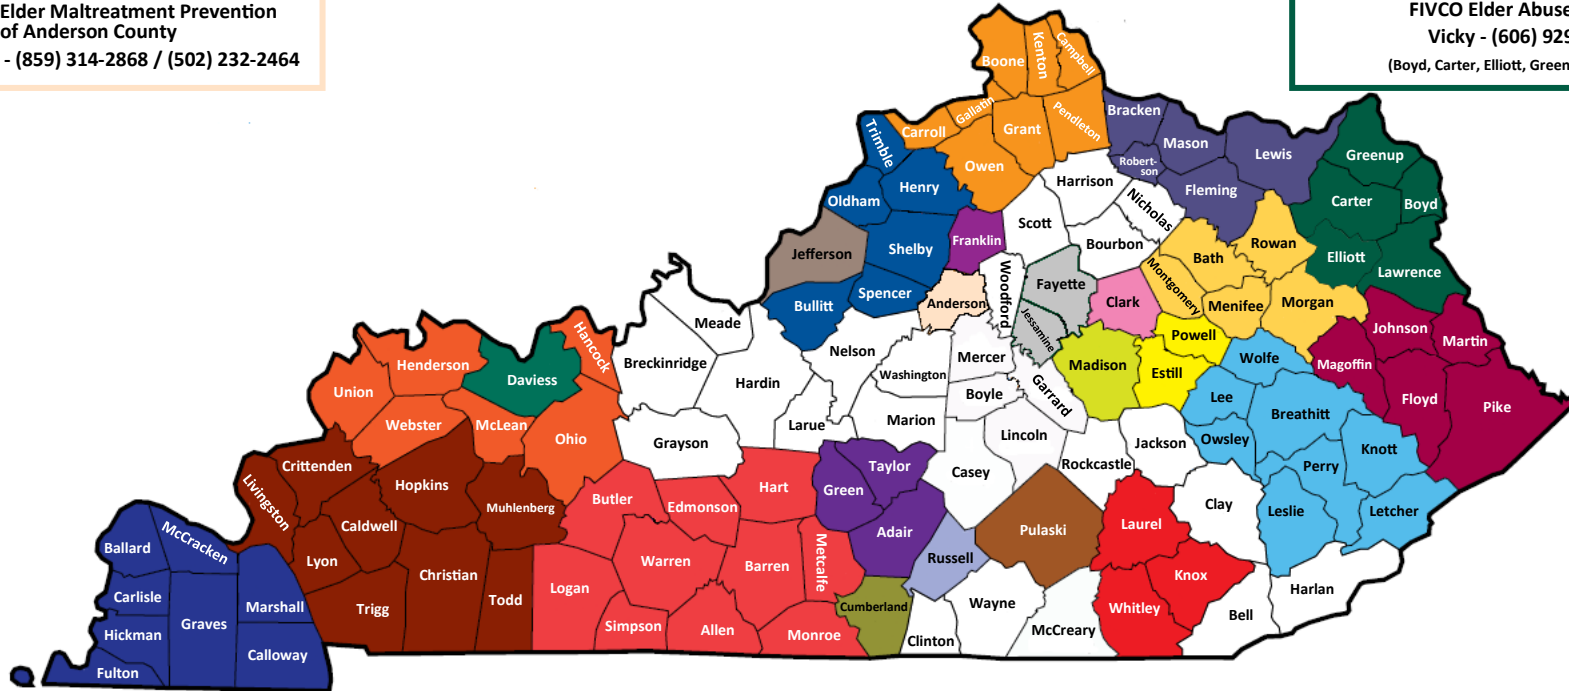 Elder Maltreatment Prevention
of Anderson County
- (859) 314-2868 / (502) 232-2464
FIVCO Elder Abuse
Vicky - (606) 929
(Boyd, Carter, Elliott, Green
Boone
Kenton
Campbell
Gallatin
Carroll
Grant
Pendleton
Owen
Trimble
Henry
Oldham
Shelby
Spencer
Bullitt
Jefferson
Franklin
Anderson
Woodford
Scott
Harrison
Nicholas
Bourbon
Fayette
Jessamine
Clark
Bracken
Mason
Robert-
son
Lewis
Fleming
Greenup
Carter
Boyd
Elliott
Lawrence
Rowan
Bath
Montgomery
Menifee
Morgan
Powell
Estill
Madison
Johnson
Martin
Magoffin
Floyd
Pike
Wolfe
Lee
Breathitt
Owsley
Perry
Knott
Leslie
Letcher
Meade
Breckinridge
Hardin
Nelson
Washington
Mercer
Boyle
Garrard
Larue
Marion
Lincoln
Grayson
Casey
Rockcastle
Jackson
Clay
Hancock
Henderson
Daviess
Union
Webster
McLean
Ohio
Crittenden
Livingston
Hopkins
Muhlenberg
Caldwell
Lyon
Christian
Trigg
Todd
Butler
Edmonson
Hart
Warren
Barren
Metcalfe
Logan
Simpson
Allen
Monroe
Green
Taylor
Adair
Russell
Cumberland
Pulaski
Laurel
Knox
Whitley
Wayne
Clinton
McCreary
Bell
Harlan
Ballard
McCracken
Carlisle
Hickman
Graves
Marshall
Calloway
Fulton